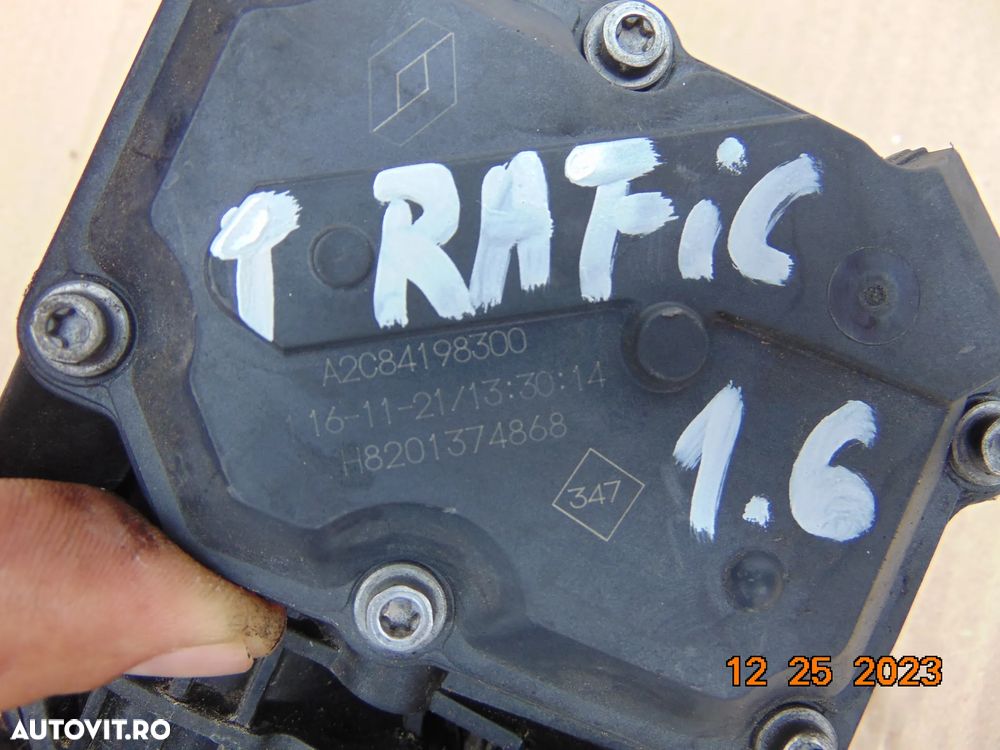 TRAFiC
A2C84198300
16-11-21/13:30:14
H8201374868
347
1.6
12 25 2023
AUTOVIT.RO